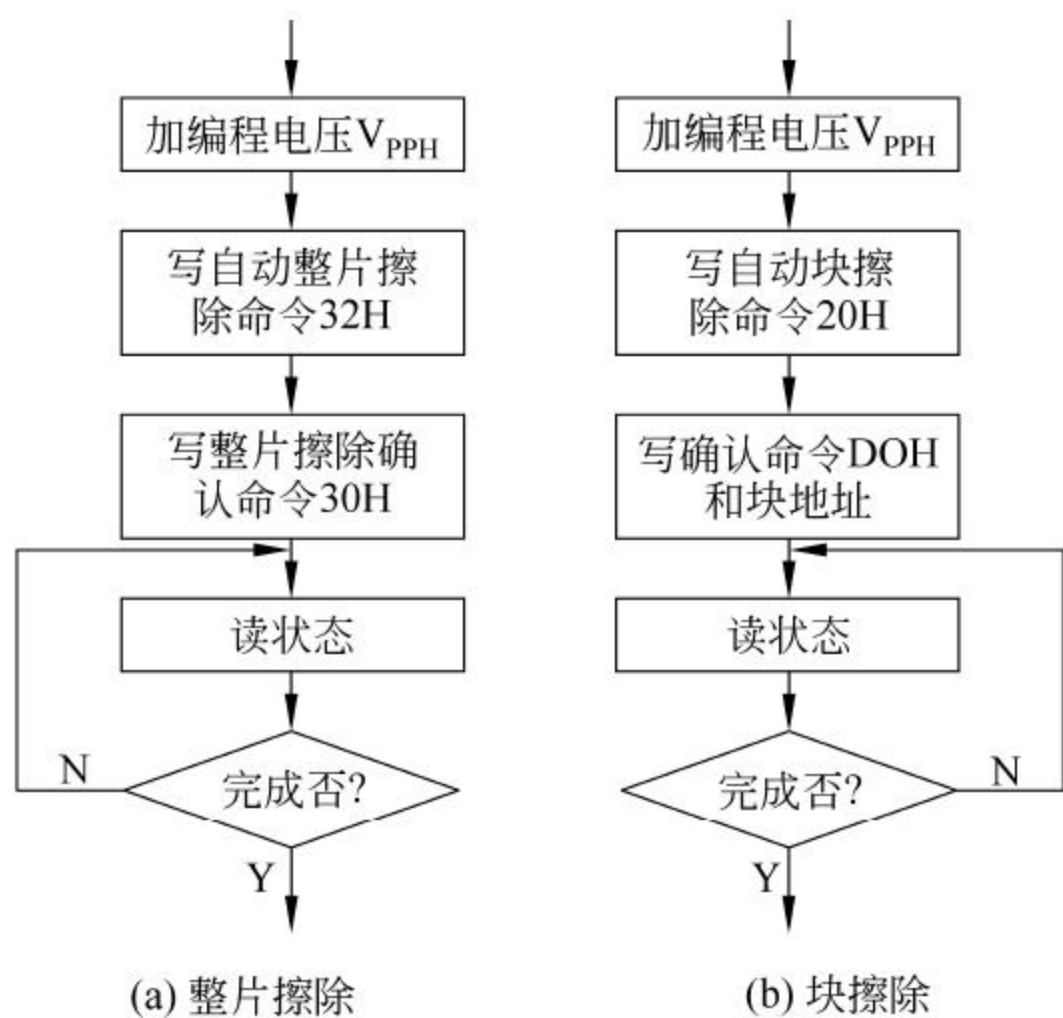 加编程电压VPPH
写自动整片擦
除命令32H
写整片擦除确
认命令30H
读状态
完成否?
N
Y
(a) 整片擦除
加编程电压VPPH
写自动块擦
除命令20H
写确认命令DOH
和块地址
读状态
完成否?
N
Y
(b) 块擦除